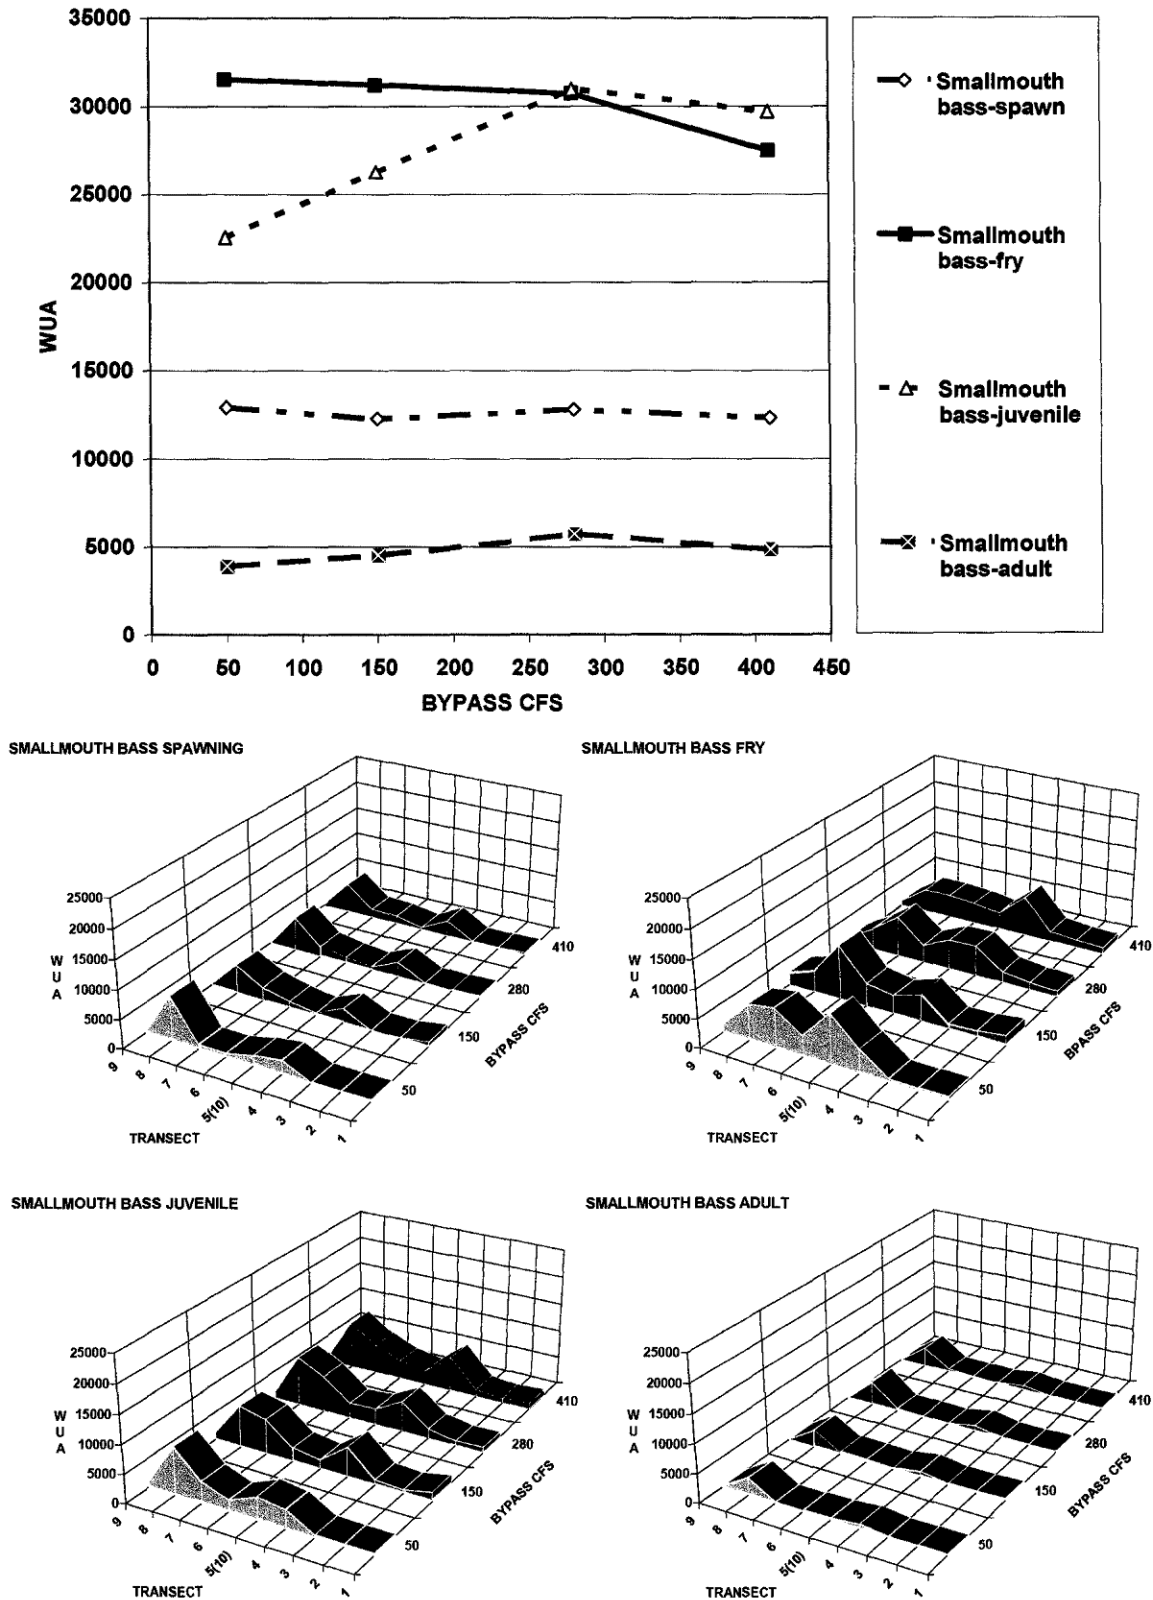 35000
30000
25000
20000
15000
10000
5000
0
WUA
0 50 100 150 200 250 300 350 400 450
BYPASS CFS
Smallmouth
bass-spawn
Smallmouth
bass-fry
Smallmouth
bass-juvenile
Smallmouth
bass-adult
SMALLMOUTH BASS SPAWNING
25000
20000
15000
10000
5000
0
W
U
A
9 8 7 6 5(10) 4 3 2 1
TRANSECT
50 150 280 410
BYPASS CFS
SMALLMOUTH BASS FRY
25000
20000
15000
10000
5000
0
W
U
A
9 8 7 6 5(10) 4 3 2 1
TRANSECT
50 150 280 410
BPASS CFS
SMALLMOUTH BASS JUVENILE
25000
20000
15000
10000
5000
0
W
U
A
9 8 7 6 5(10) 4 3 2 1
TRANSECT
50 150 280 410
BYPASS CFS
SMALLMOUTH BASS ADULT
25000
20000
15000
10000
5000
0
W
U
A
9 8 7 6 5(10) 4 3 2 1
TRANSECT
50 150 280 410
BYPASS CFS